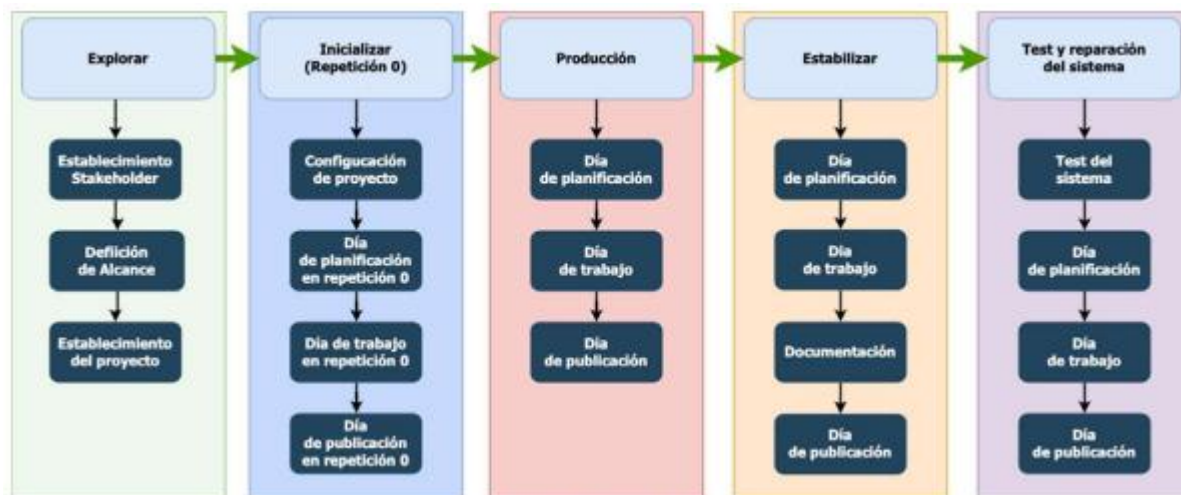 Explorar
Establecimiento
Stakeholder
Defiición
de Alcance
Establecimiento
del proyecto
Inicializar
(Repetición 0)
Configucación
de proyecto
Día
de planificación
en repetición 0
Día de trabajo
en repetición 0
Día
de publicación
en repetición 0
Producción
Día
de planificación
Día
de trabajo
Día
de publicación
Estabilizar
Día
de planificación
Día
de trabajo
Documentación
Día
de publicación
Test y reparación
del sistema
Test del
sistema
Día
de planificación
Día
de trabajo
Día
de publicación